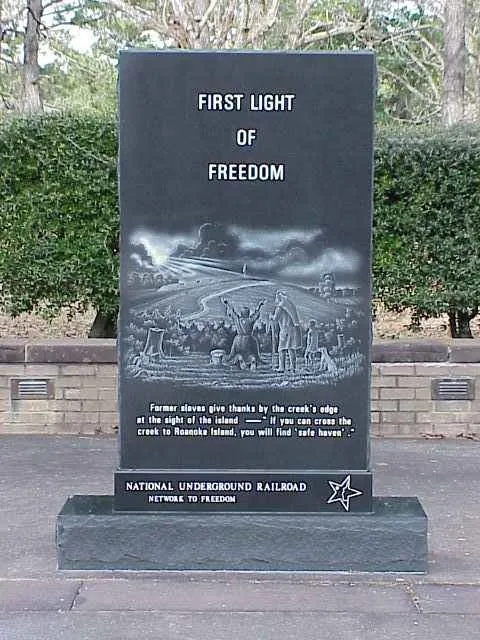 FIRST LIGHT
OF
FREEDOM
Former slaves give thanks by the creek's edge
at the sight of the island —" If you can cross the
creek to Roanoke Island, you will find 'safe haven'."
NATIONAL UNDERGROUND RAILROAD
NETWORK TO FREEDOM